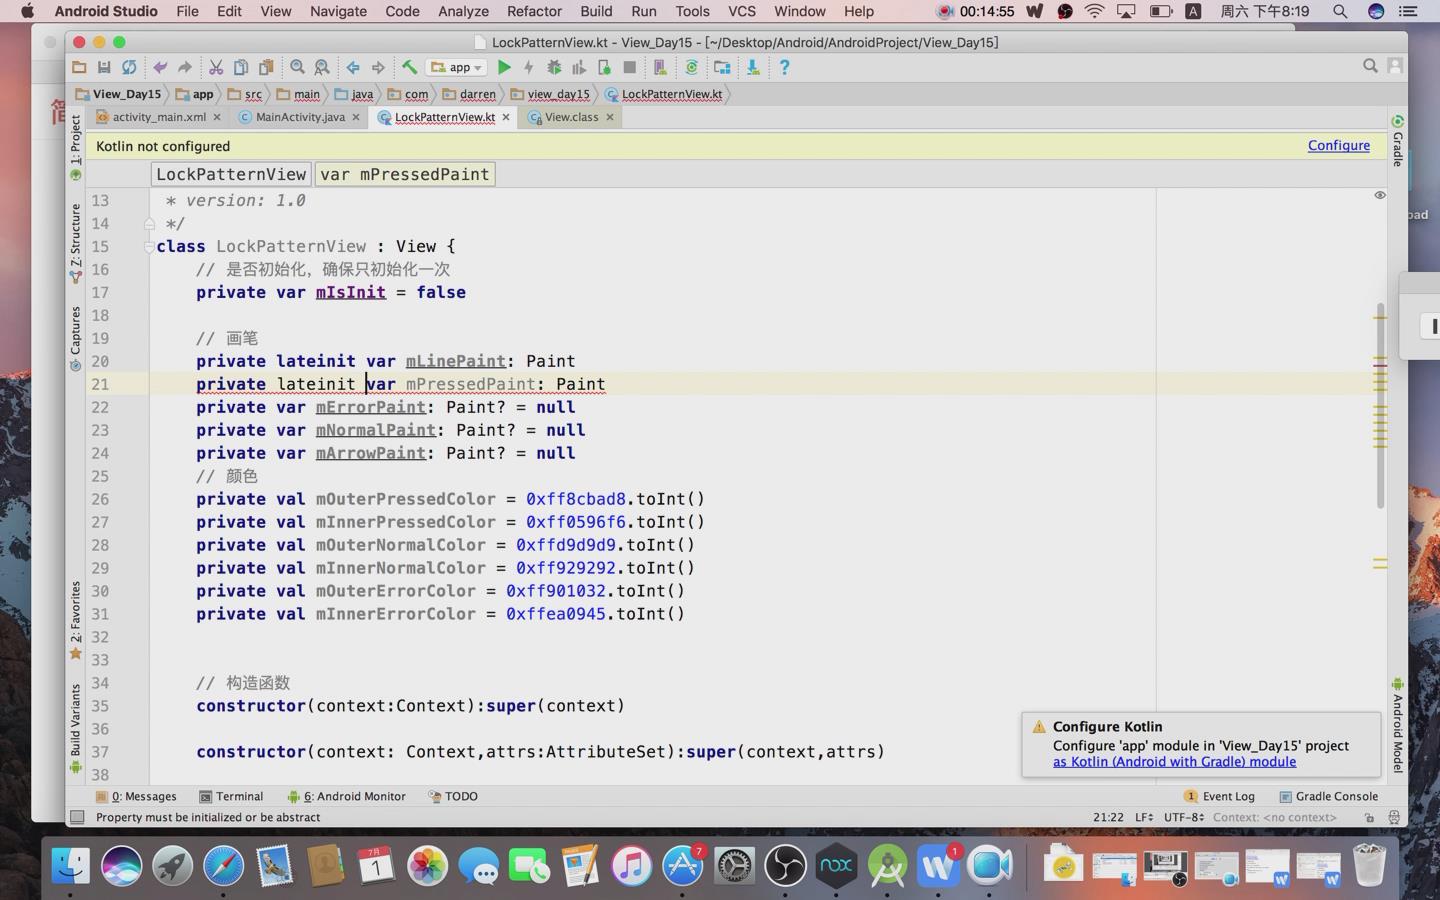 Android Studio File Edit View Navigate Code Analyze Refactor Build Run Tools VCS Window Help 00:14:55 A 周六 下午8:19
LockPatternView.kt - View_Day15 - [~/Desktop/Android/AndroidProject/View_Day15]
app
View_Day15 app src main java com darren view_day15 LockPatternView.kt
activity_main.xml MainActivity.java LockPatternView.kt View.class
Kotlin not configured Configure
LockPatternView var mPressedPaint
13 * version: 1.0
14 */
15 class LockPatternView : View {
16 // 是否初始化，确保只初始化一次
17 private var mIsInit = false
18
19 // 画笔
20 private lateinit var mLinePaint: Paint
21 private lateinit var mPressedPaint: Paint
22 private var mErrorPaint: Paint? = null
23 private var mNormalPaint: Paint? = null
24 private var mArrowPaint: Paint? = null
25 // 颜色
26 private val mOuterPressedColor = 0xff8cbad8.toInt()
27 private val mInnerPressedColor = 0xff0596f6.toInt()
28 private val mOuterNormalColor = 0xffd9d9d9.toInt()
29 private val mInnerNormalColor = 0xff929292.toInt()
30 private val mOuterErrorColor = 0xff901032.toInt()
31 private val mInnerErrorColor = 0xffea0945.toInt()
32
33
34 // 构造函数
35 constructor(context:Context):super(context)
36
37 constructor(context: Context,attrs:AttributeSet):super(context,attrs)
38
1: Project
7: Structure
Captures
2: Favorites
Build Variants
Gradle
Android Model
Configure Kotlin
Configure 'app' module in 'View_Day15' project
as Kotlin (Android with Gradle) module
0: Messages Terminal 6: Android Monitor TODO 1 Event Log Gradle Console
Property must be initialized or be abstract 21:22 LF UTF-8 Context: <no context>
7月
1
7
nox
W
1